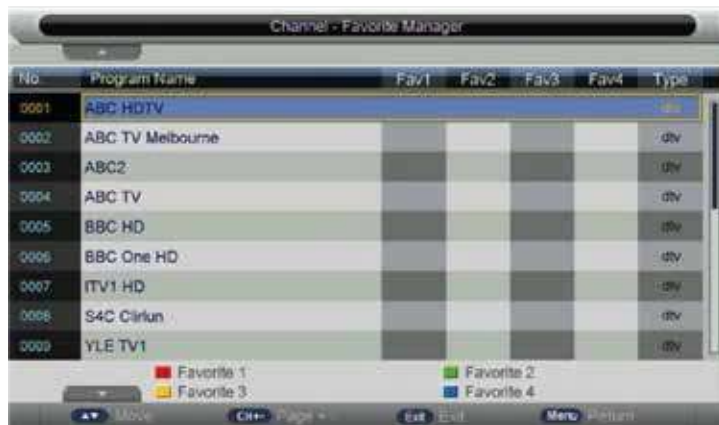 Channel - Favorite Manager
No. Program Name Fav1 Fav2 Fav3 Fav4 Type
0001 ABC HDTV dtv
0002 ABC TV Melbourne dtv
0003 ABC2 dtv
0004 ABC TV dtv
0005 BBC HD dtv
0006 BBC One HD dtv
0007 ITV1 HD dtv
0008 S4C Clirlun dtv
0009 YLE TV1 dtv
Favorite 1 Favorite 2
Favorite 3 Favorite 4
Move CH+- Page + - Exit Exit Menu Return